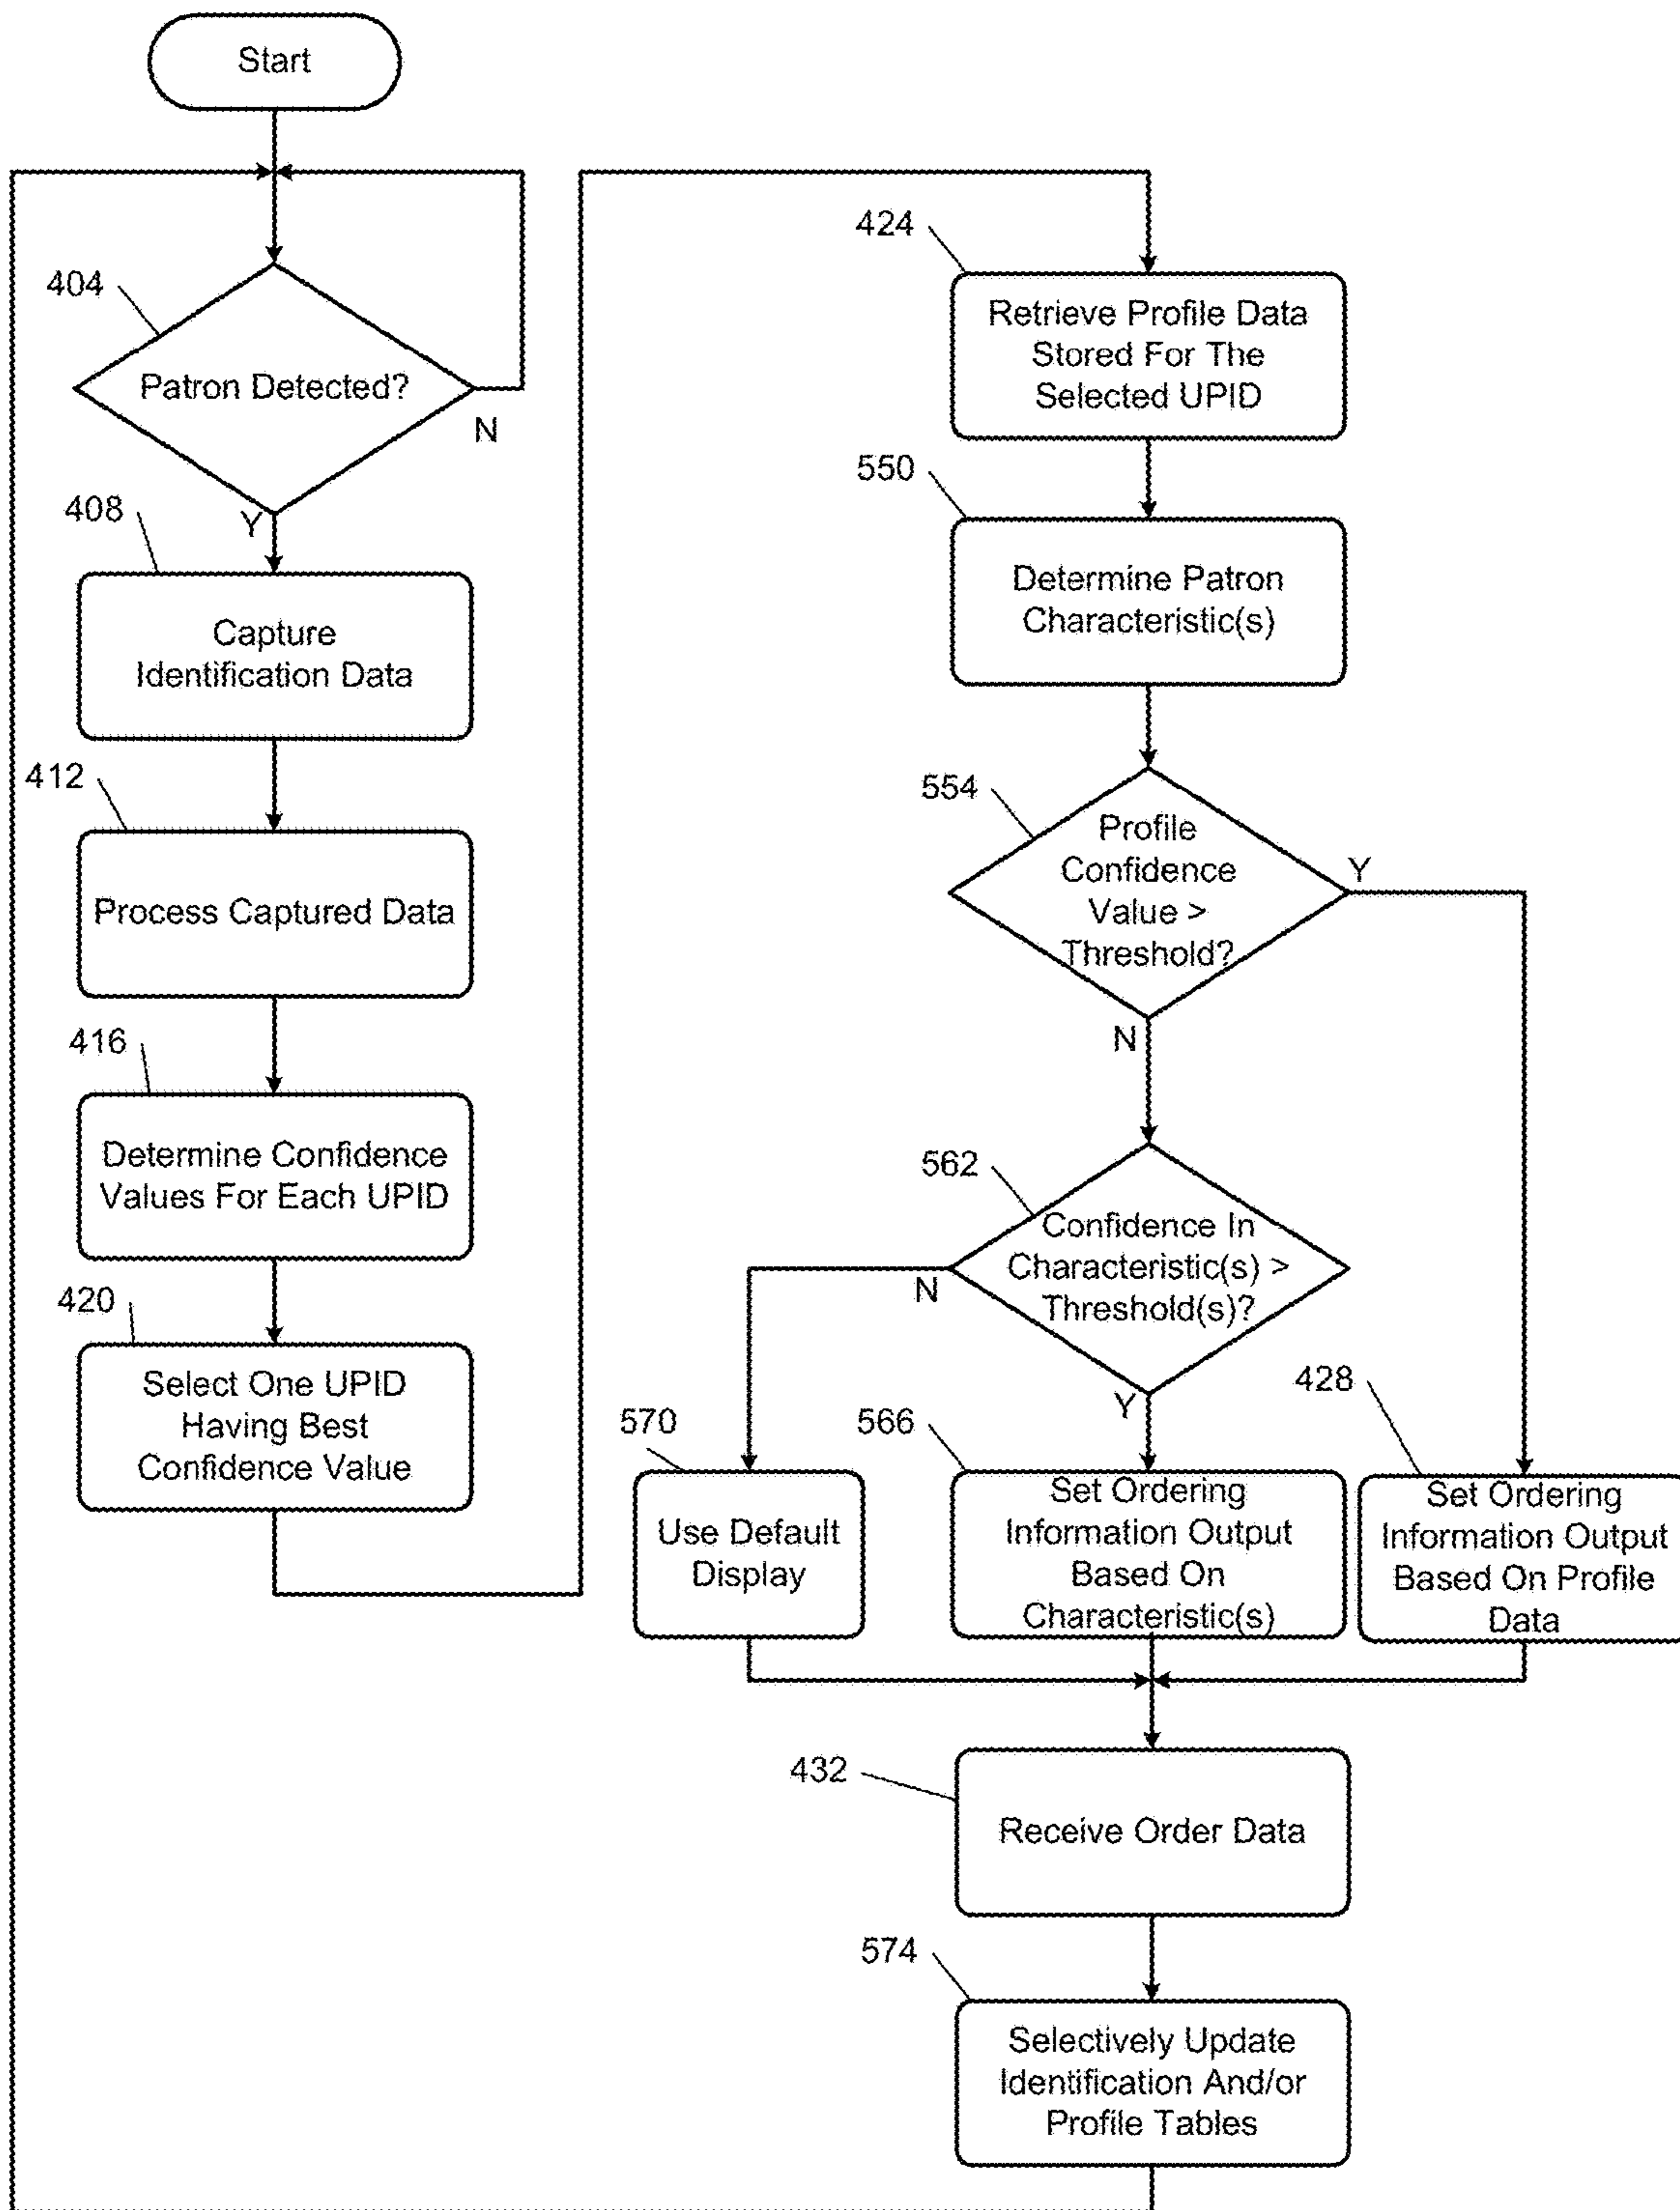 Start
404
Patron Detected?
N
Y
408
Capture
Identification Data
412
Process Captured Data
416
Determine Confidence
Values For Each UPID
420
Select One UPID
Having Best
Confidence Value
424
Retrieve Profile Data
Stored For The
Selected UPID
550
Determine Patron
Characteristic(s)
554
Profile
Confidence
Value >
Threshold?
Y
N
562
Confidence In
Characteristic(s) >
Threshold(s)?
N
Y
570
Use Default
Display
566
Set Ordering
Information Output
Based On
Characteristic(s)
428
Set Ordering
Information Output
Based On Profile
Data
432
Receive Order Data
574
Selectively Update
Identification And/or
Profile Tables